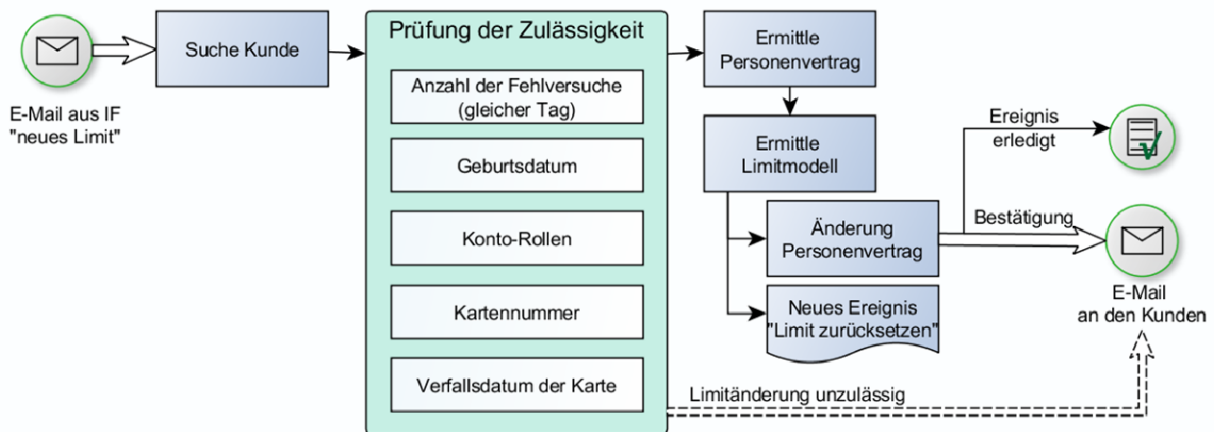 E-Mail aus IF
"neues Limit"
Suche Kunde
Prüfung der Zulässigkeit
Anzahl der Fehlversuche
(gleicher Tag)
Geburtsdatum
Konto-Rollen
Kartennummer
Verfallsdatum der Karte
Ermittle
Personenvertrag
Ermittle
Limitmodell
Änderung
Personenvertrag
Neues Ereignis
"Limit zurücksetzen"
Ereignis
erledigt
Bestätigung
E-Mail
an den Kunden
Limitänderung unzulässig